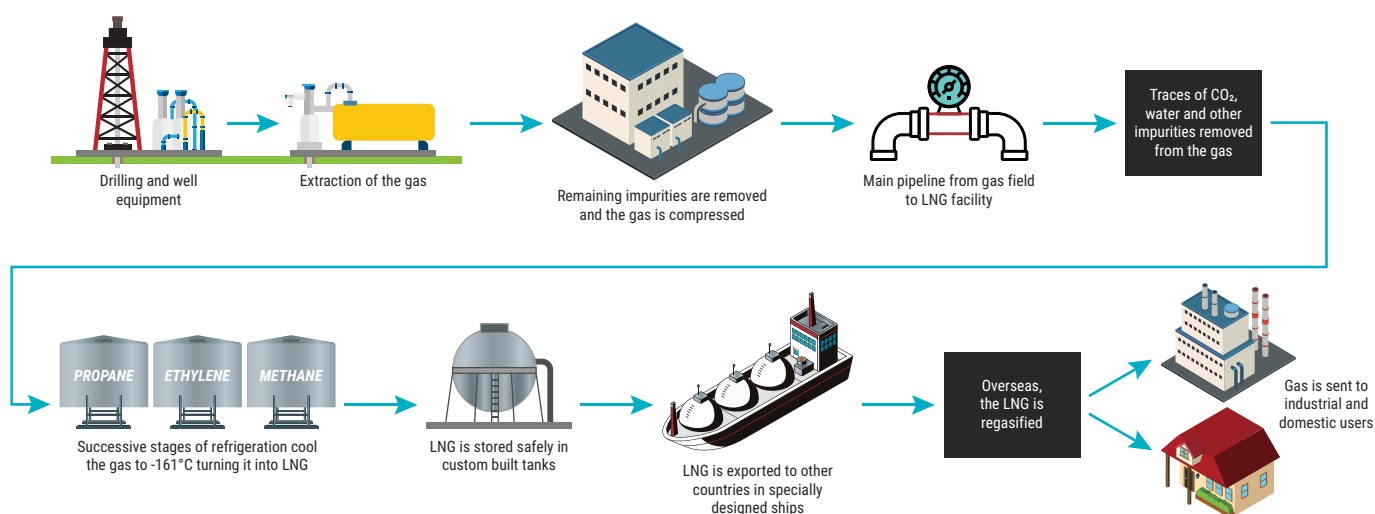 Drilling and well
equipment
Extraction of the gas
Remaining impurities are removed
and the gas is compressed
Main pipeline from gas field
to LNG facility
Traces of CO₂,
water and other
impurities removed
from the gas
PROPANE
ETHYLENE
METHANE
Successive stages of refrigeration cool
the gas to -161°C turning it into LNG
LNG is stored safely in
custom built tanks
LNG is exported to other
countries in specially
designed ships
Overseas,
the LNG is
regasified
Gas is sent to
industrial and
domestic users